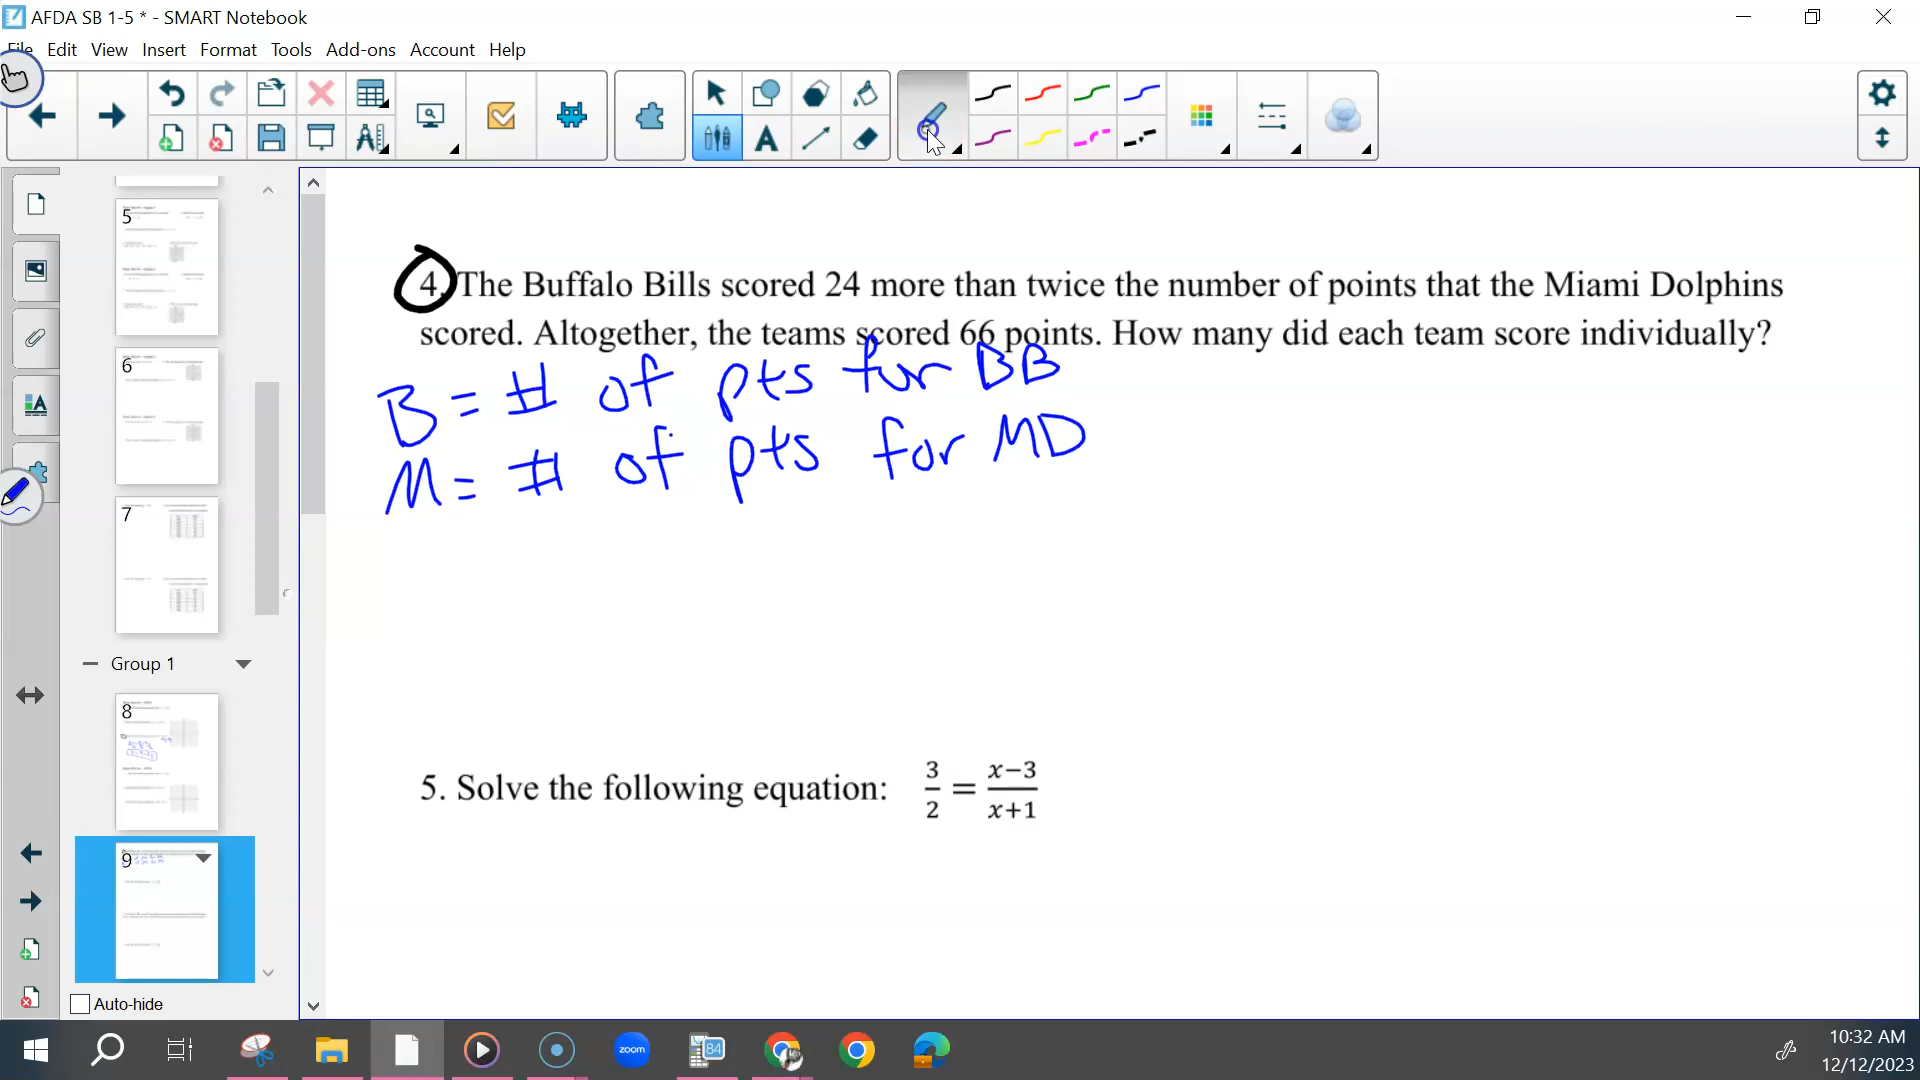 AFDA SB 1-5 * - SMART Notebook
File Edit View Insert Format Tools Add-ons Account Help
5
6
7
Group 1
8
9
Auto-hide
4. The Buffalo Bills scored 24 more than twice the number of points that the Miami Dolphins
scored. Altogether, the teams scored 66 points. How many did each team score individually?
B = # of pts for BB
M = # of pts for MD
5. Solve the following equation: 3/2 = x−3/x+1
zoom
84
10:32 AM
12/12/2023